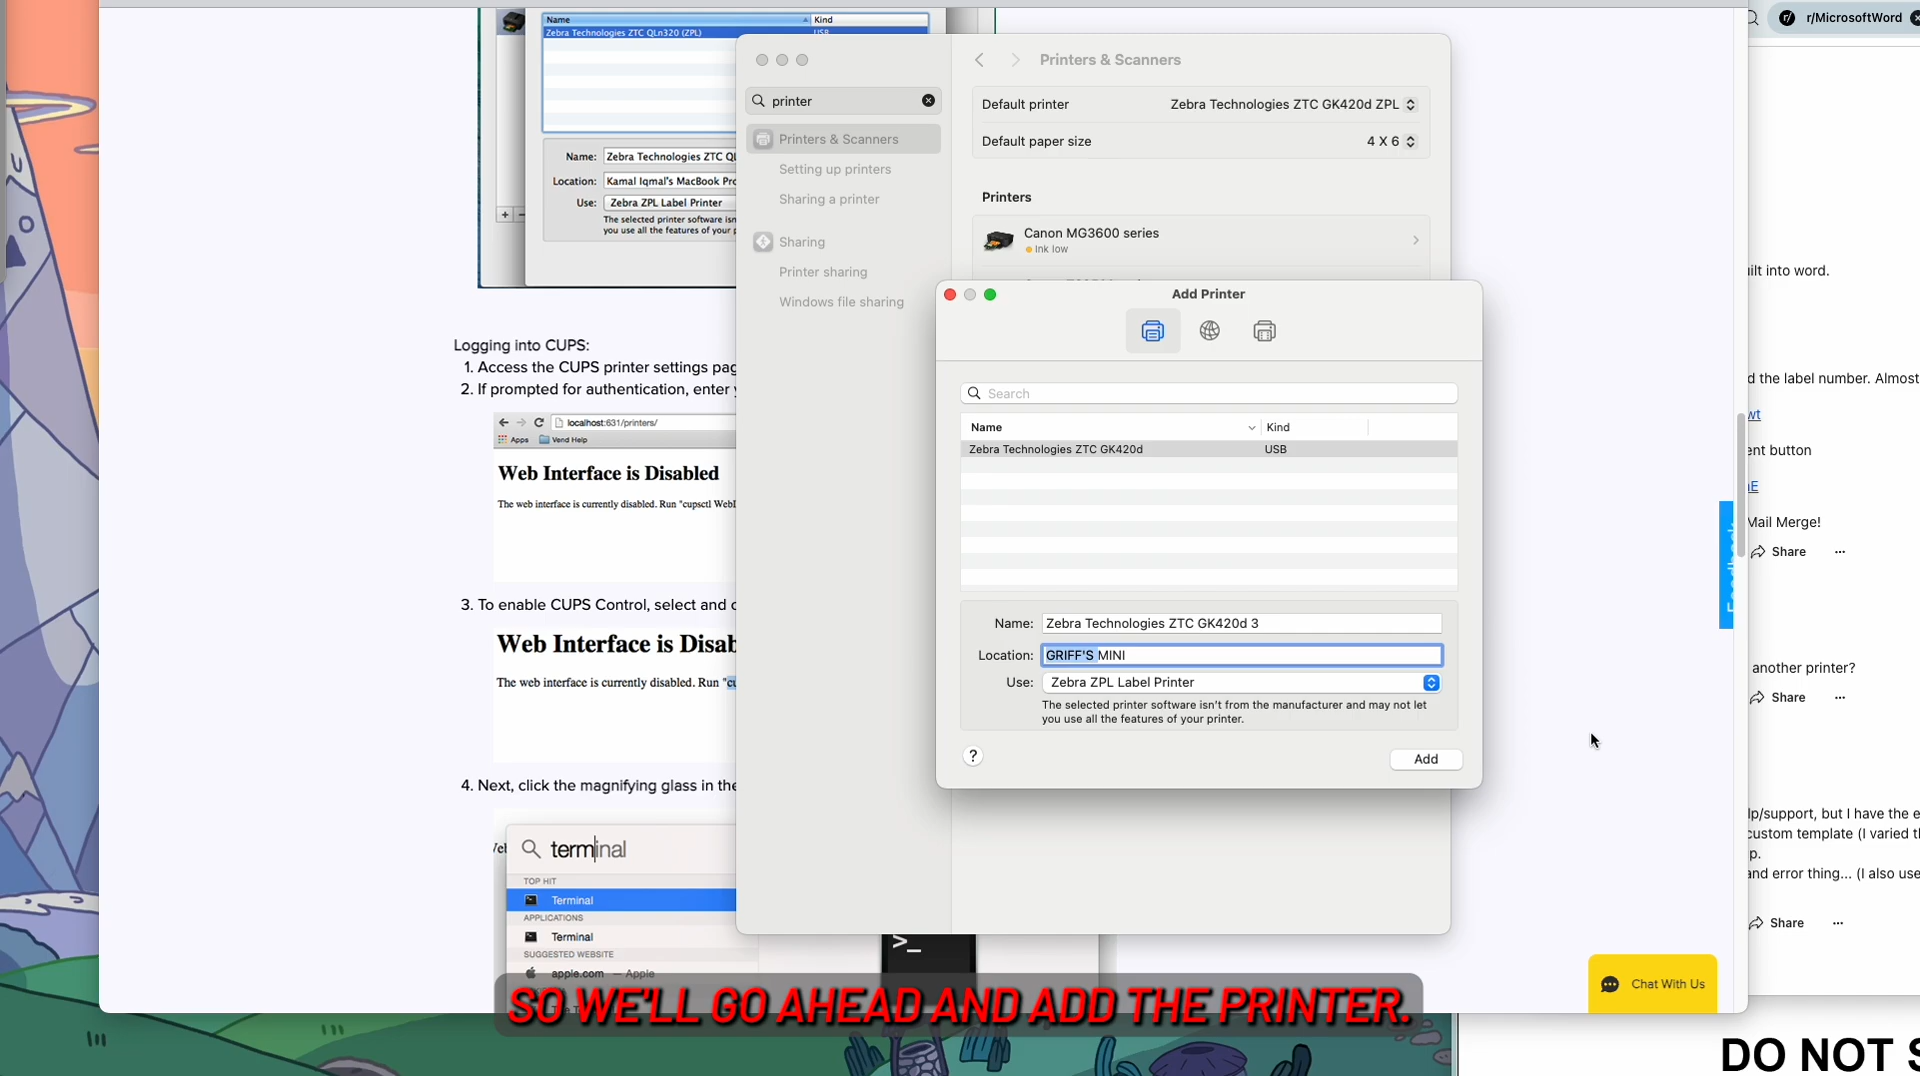 Name
Kind
Zebra Technologies ZTC QLn320 (ZPL)
USB
Name: Zebra Technologies ZTC
Location: Kamal Iqmal's MacBook
Use: Zebra ZPL Label Printer
The selected printer software
you use all the features of your
Logging into CUPS:
1. Access the CUPS printer settings
2. If prompted for authentication, enter
localhost:631/printers/
Apps
Vend Help
Web Interface is Disabled
The web interface is currently disabled. Run "cupsctl
3. To enable CUPS Control, select and
Web Interface is
The web interface is currently disabled. Run "
4. Next, click the magnifying glass in the
terminal
TOP HIT
Terminal
APPLICATIONS
Terminal
SUGGESTED WEBSITE
apple.com — Apple
printer
Printers & Scanners
Setting up printers
Sharing a printer
Sharing
Printer sharing
Windows file sharing
Printers & Scanners
Default printer
Zebra Technologies ZTC GK420d ZPL
Default paper size
4 X 6
Printers
Canon MG3600 series
Ink low
Add Printer
Search
Name
Kind
Zebra Technologies ZTC GK420d
USB
Name: Zebra Technologies ZTC GK420d 3
Location: GRIFF'S MINI
Use: Zebra ZPL Label Printer
The selected printer software isn't from the manufacturer and may not let
you use all the features of your printer.
?
Add
r/MicrosoftWord
into word.
the label number. Almost
button
Mail Merge!
Share
another printer?
Share
/support, but I have the
custom template (I varied
and error thing... (I also use
Share
Feedback
Chat With Us
SO WE'LL GO AHEAD AND ADD THE PRINTER.
DO NOT